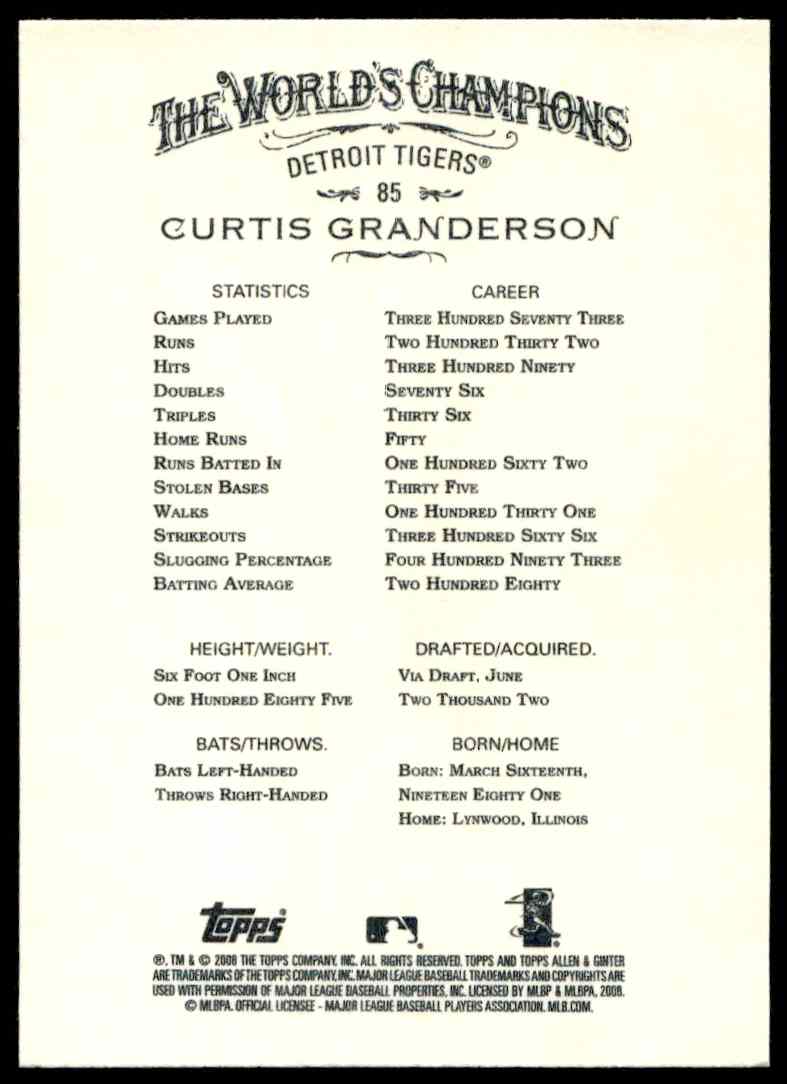 THE WORLD'S CHAMPIONS
DETROIT TIGERS®
85
CURTIS GRANDERSON
STATISTICS CAREER
GAMES PLAYED THREE HUNDRED SEVENTY THREE
RUNS TWO HUNDRED THIRTY TWO
HITS THREE HUNDRED NINETY
DOUBLES SEVENTY SIX
TRIPLES THIRTY SIX
HOME RUNS FIFTY
RUNS BATTED IN ONE HUNDRED SIXTY TWO
STOLEN BASES THIRTY FIVE
WALKS ONE HUNDRED THIRTY ONE
STRIKEOUTS THREE HUNDRED SIXTY SIX
SLUGGING PERCENTAGE FOUR HUNDRED NINETY THREE
BATTING AVERAGE TWO HUNDRED EIGHTY
HEIGHT/WEIGHT.
SIX FOOT ONE INCH
ONE HUNDRED EIGHTY FIVE
DRAFTED/ACQUIRED.
VIA DRAFT, JUNE
TWO THOUSAND TWO
BATS/THROWS.
BATS LEFT-HANDED
THROWS RIGHT-HANDED
BORN/HOME
BORN: MARCH SIXTEENTH,
NINETEEN EIGHTY ONE
HOME: LYNWOOD, ILLINOIS
topps
®, TM & © 2008 THE TOPPS COMPANY, INC. ALL RIGHTS RESERVED. TOPPS AND TOPPS ALLEN & GINTER
ARE TRADEMARKS OF THE TOPPS COMPANY, INC. MAJOR LEAGUE BASEBALL TRADEMARKS AND COPYRIGHTS ARE
USED WITH PERMISSION OF MAJOR LEAGUE BASEBALL PROPERTIES, INC. LICENSED BY MLBP & MLBPA, 2008.
© MLBPA. OFFICIAL LICENSEE - MAJOR LEAGUE BASEBALL PLAYERS ASSOCIATION. MLB.COM.